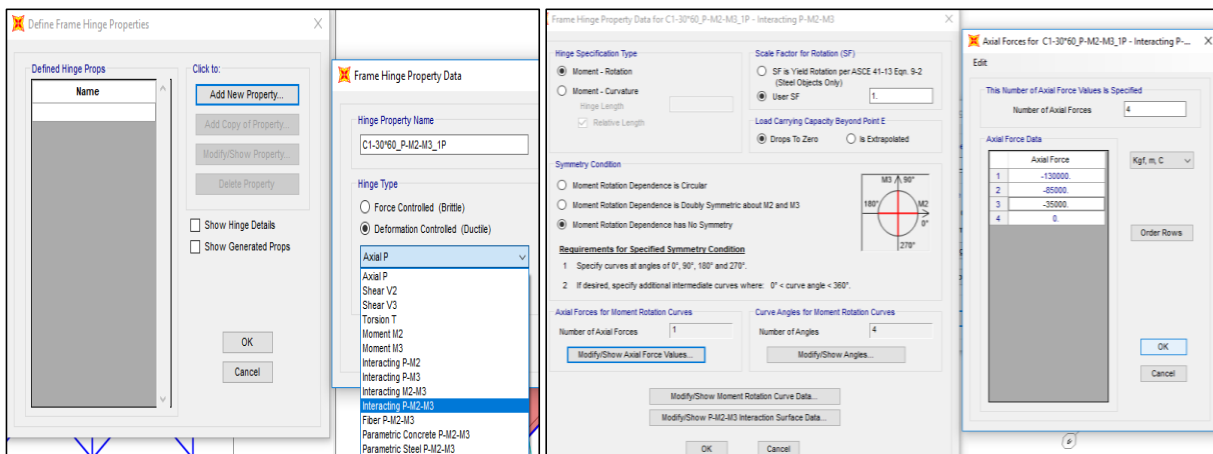 Define Frame Hinge Properties
Defined Hinge Props
Name
Click to:
Add New Property...
Add Copy of Property...
Modify/Show Property...
Delete Property
Show Hinge Details
Show Generated Props
OK
Cancel
Frame Hinge Property Data
Hinge Property Name
C1-30*60_P-M2-M3_1P
Hinge Type
Force Controlled (Brittle)
Deformation Controlled (Ductile)
Axial P
Axial P
Shear V2
Shear V3
Torsion T
Moment M2
Moment M3
Interacting P-M2
Interacting P-M3
Interacting M2-M3
Interacting P-M2-M3
Fiber P-M2-M3
Parametric Concrete P-M2-M3
Parametric Steel P-M2-M3
Frame Hinge Property Data for C1-30*60_P-M2-M3_1P - Interacting P-M2-M3
Hinge Specification Type
Moment - Rotation
Moment - Curvature
Hinge Length
Relative Length
Scale Factor for Rotation (SF)
SF is Yield Rotation per ASCE 41-13 Eqn. 9-2
(Steel Objects Only)
User SF 1.
Load Carrying Capacity Beyond Point E
Drops To Zero Is Extrapolated
Symmetry Condition
Moment Rotation Dependence is Circular
Moment Rotation Dependence is Doubly Symmetric about M2 and M3
Moment Rotation Dependence has No Symmetry
M3 90°
180° M2
0°
270°
Requirements for Specified Symmetry Condition
1 Specify curves at angles of 0°, 90°, 180° and 270°.
2 If desired, specify additional intermediate curves where: 0° < curve angle < 360°.
Axial Forces for Moment Rotation Curves
Number of Axial Forces 1
Modify/Show Axial Force Values...
Curve Angles for Moment Rotation Curves
Number of Angles 4
Modify/Show Angles...
Modify/Show Moment Rotation Curve Data...
Modify/Show P-M2-M3 Interaction Surface Data...
OK Cancel
Axial Forces for C1-30*60_P-M2-M3_1P - Interacting P-...
Edit
This Number of Axial Force Values Is Specified
Number of Axial Forces 4
Axial Force Data
Axial Force
1 -130000.
2 -85000.
3 -35000.
4 0.
Kgf, m, C
Order Rows
OK
Cancel